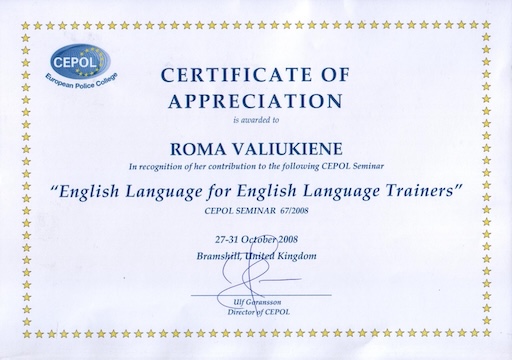 CEPOL
European Police College
CERTIFICATE OF
APPRECIATION
is awarded to
ROMA VALIUKIENE
In recognition of her contribution to the following CEPOL Seminar
"English Language for English Language Trainers"
CEPOL SEMINAR 67/2008
27-31 October 2008
Bramshill, United Kingdom
Ulf Goransson
Director of CEPOL